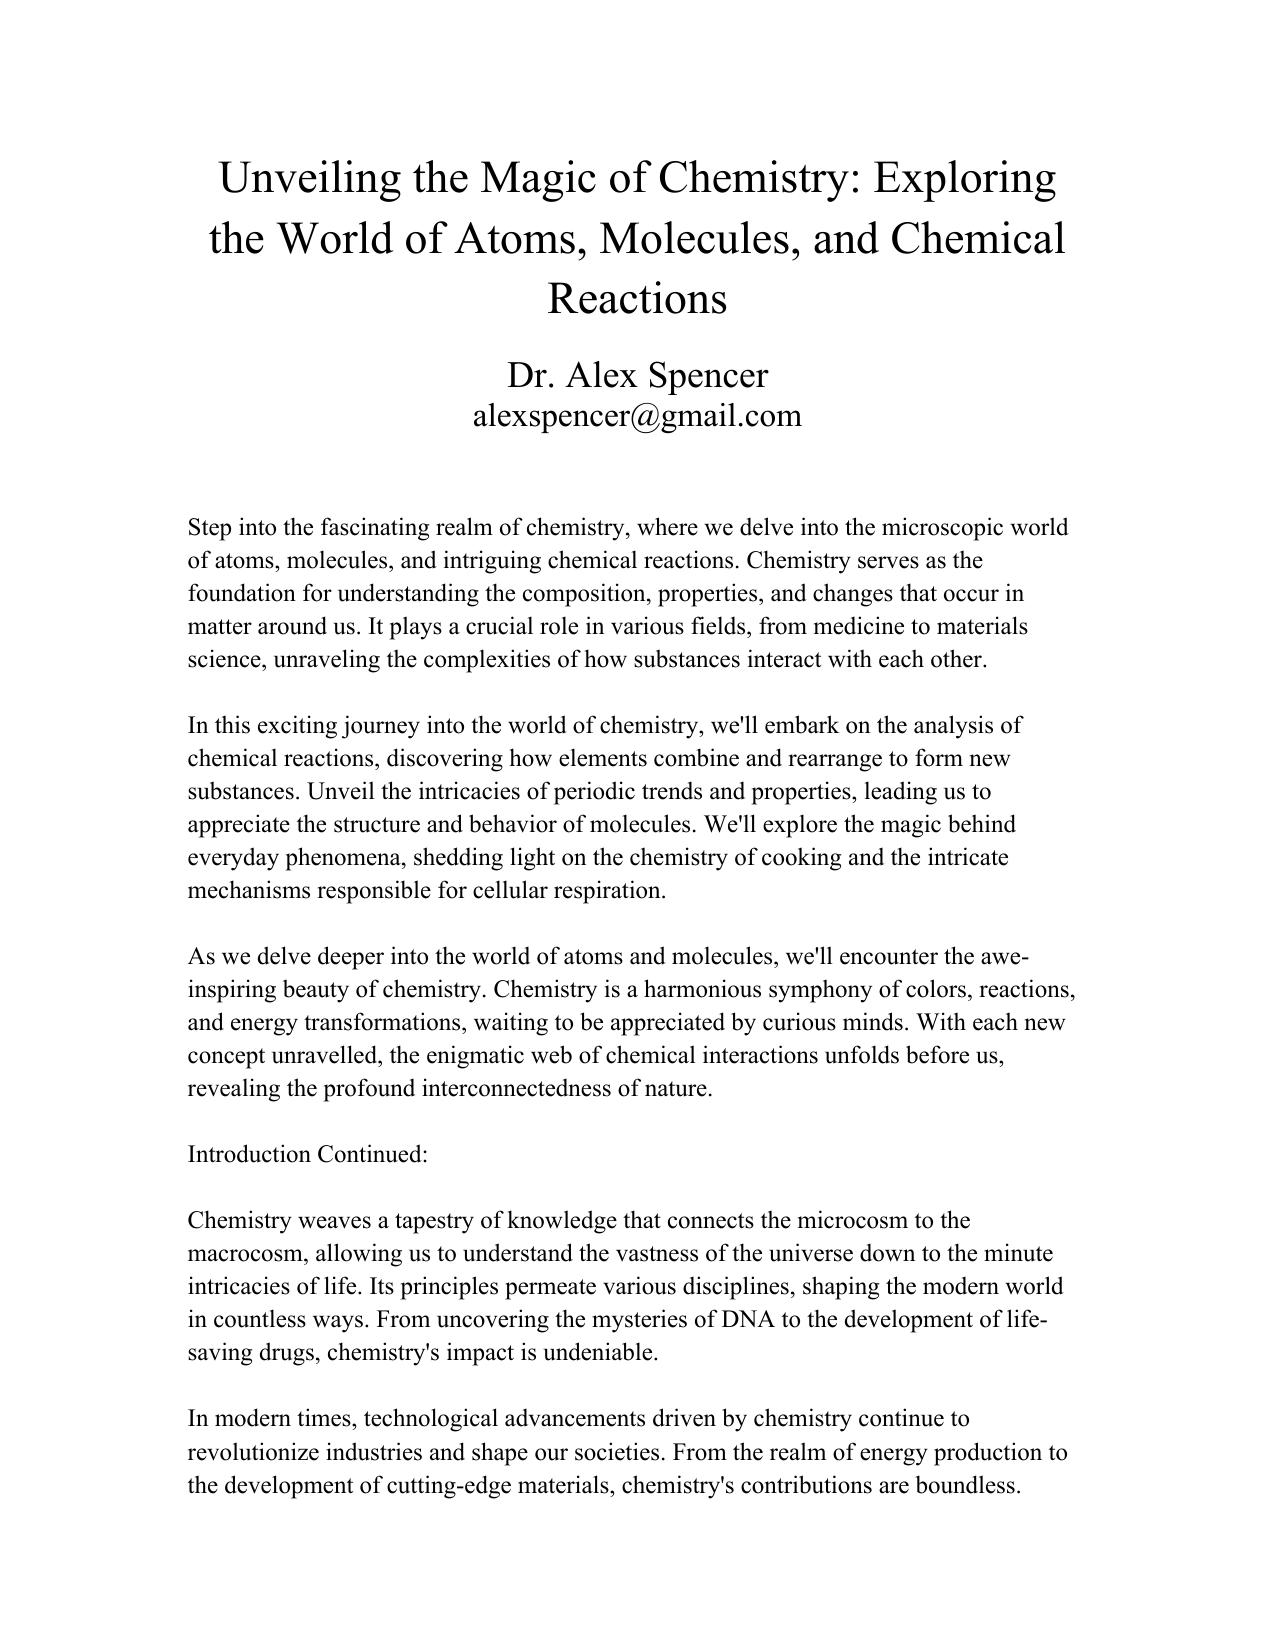 Unveiling the Magic of Chemistry: Exploring
the World of Atoms, Molecules, and Chemical
Reactions
Dr. Alex Spencer
alexspencer@gmail.com
Step into the fascinating realm of chemistry, where we delve into the microscopic world
of atoms, molecules, and intriguing chemical reactions. Chemistry serves as the
foundation for understanding the composition, properties, and changes that occur in
matter around us. It plays a crucial role in various fields, from medicine to materials
science, unraveling the complexities of how substances interact with each other.
In this exciting journey into the world of chemistry, we'll embark on the analysis of
chemical reactions, discovering how elements combine and rearrange to form new
substances. Unveil the intricacies of periodic trends and properties, leading us to
appreciate the structure and behavior of molecules. We'll explore the magic behind
everyday phenomena, shedding light on the chemistry of cooking and the intricate
mechanisms responsible for cellular respiration.
As we delve deeper into the world of atoms and molecules, we'll encounter the awe-
inspiring beauty of chemistry. Chemistry is a harmonious symphony of colors, reactions,
and energy transformations, waiting to be appreciated by curious minds. With each new
concept unravelled, the enigmatic web of chemical interactions unfolds before us,
revealing the profound interconnectedness of nature.
Introduction Continued:
Chemistry weaves a tapestry of knowledge that connects the microcosm to the
macrocosm, allowing us to understand the vastness of the universe down to the minute
intricacies of life. Its principles permeate various disciplines, shaping the modern world
in countless ways. From uncovering the mysteries of DNA to the development of life-
saving drugs, chemistry's impact is undeniable.
In modern times, technological advancements driven by chemistry continue to
revolutionize industries and shape our societies. From the realm of energy production to
the development of cutting-edge materials, chemistry's contributions are boundless.